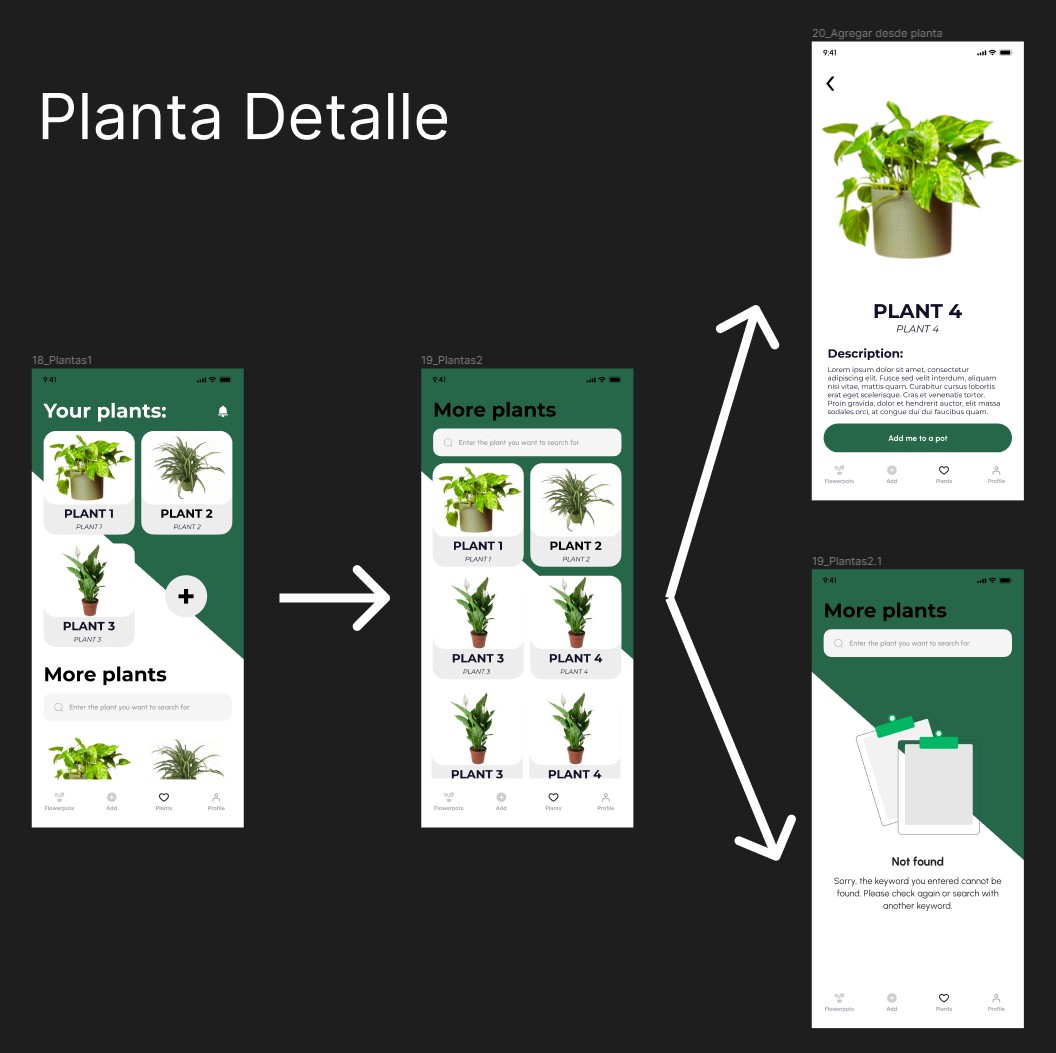 Planta Detalle
18_Plantas1
9:41
Your plants:
PLANT 1
PLANT 1
PLANT 2
PLANT 2
PLANT 3
PLANT 3
More plants
Enter the plant you want to search for
Flowerpots
Add
Plants
Profile
19_Plantas2
9:41
More plants
Enter the plant you want to search for
PLANT 1
PLANT 1
PLANT 2
PLANT 2
PLANT 3
PLANT 3
PLANT 4
PLANT 4
PLANT 3
PLANT 4
Flowerpots
Add
Plants
Profile
20_Agregar desde planta
9:41
PLANT 4
PLANT 4
Description:
Lorem ipsum dolor sit amet, consectetur
adipiscing elit. Fusce sed velit interdum, aliquam
nisi vitae, mattis quam. Curabitur cursus lobortis
erat eget scelerisque. Cras et venenatis tortor.
Proin gravida, dolor et hendrerit auctor, elit massa
sodales orci, at congue dui dui faucibus quam.
Add me to a pot
Flowerpots
Add
Plants
Profile
19_Plantas2.1
9:41
More plants
Enter the plant you want to search for
Not found
Sorry, the keyword you entered cannot be
found. Please check again or search with
another keyword.
Flowerpots
Add
Plants
Profile